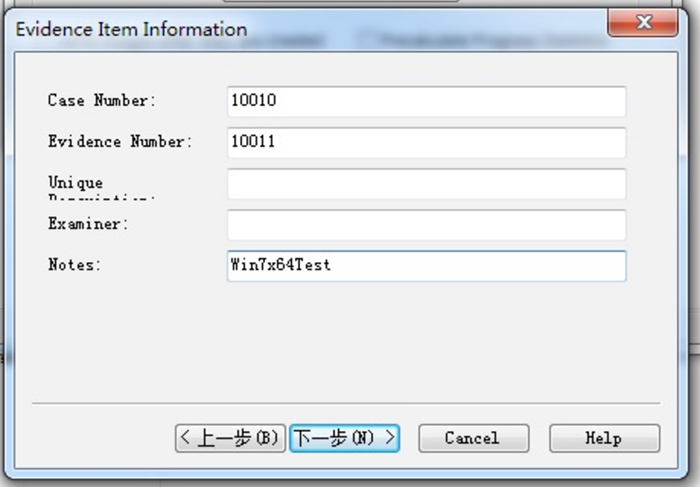 Evidence Item Information
Case Number: 10010
Evidence Number: 10011
Unique
Examiner:
Notes: Win7x64Test
< 上一步(B) 下一步(N) > Cancel Help